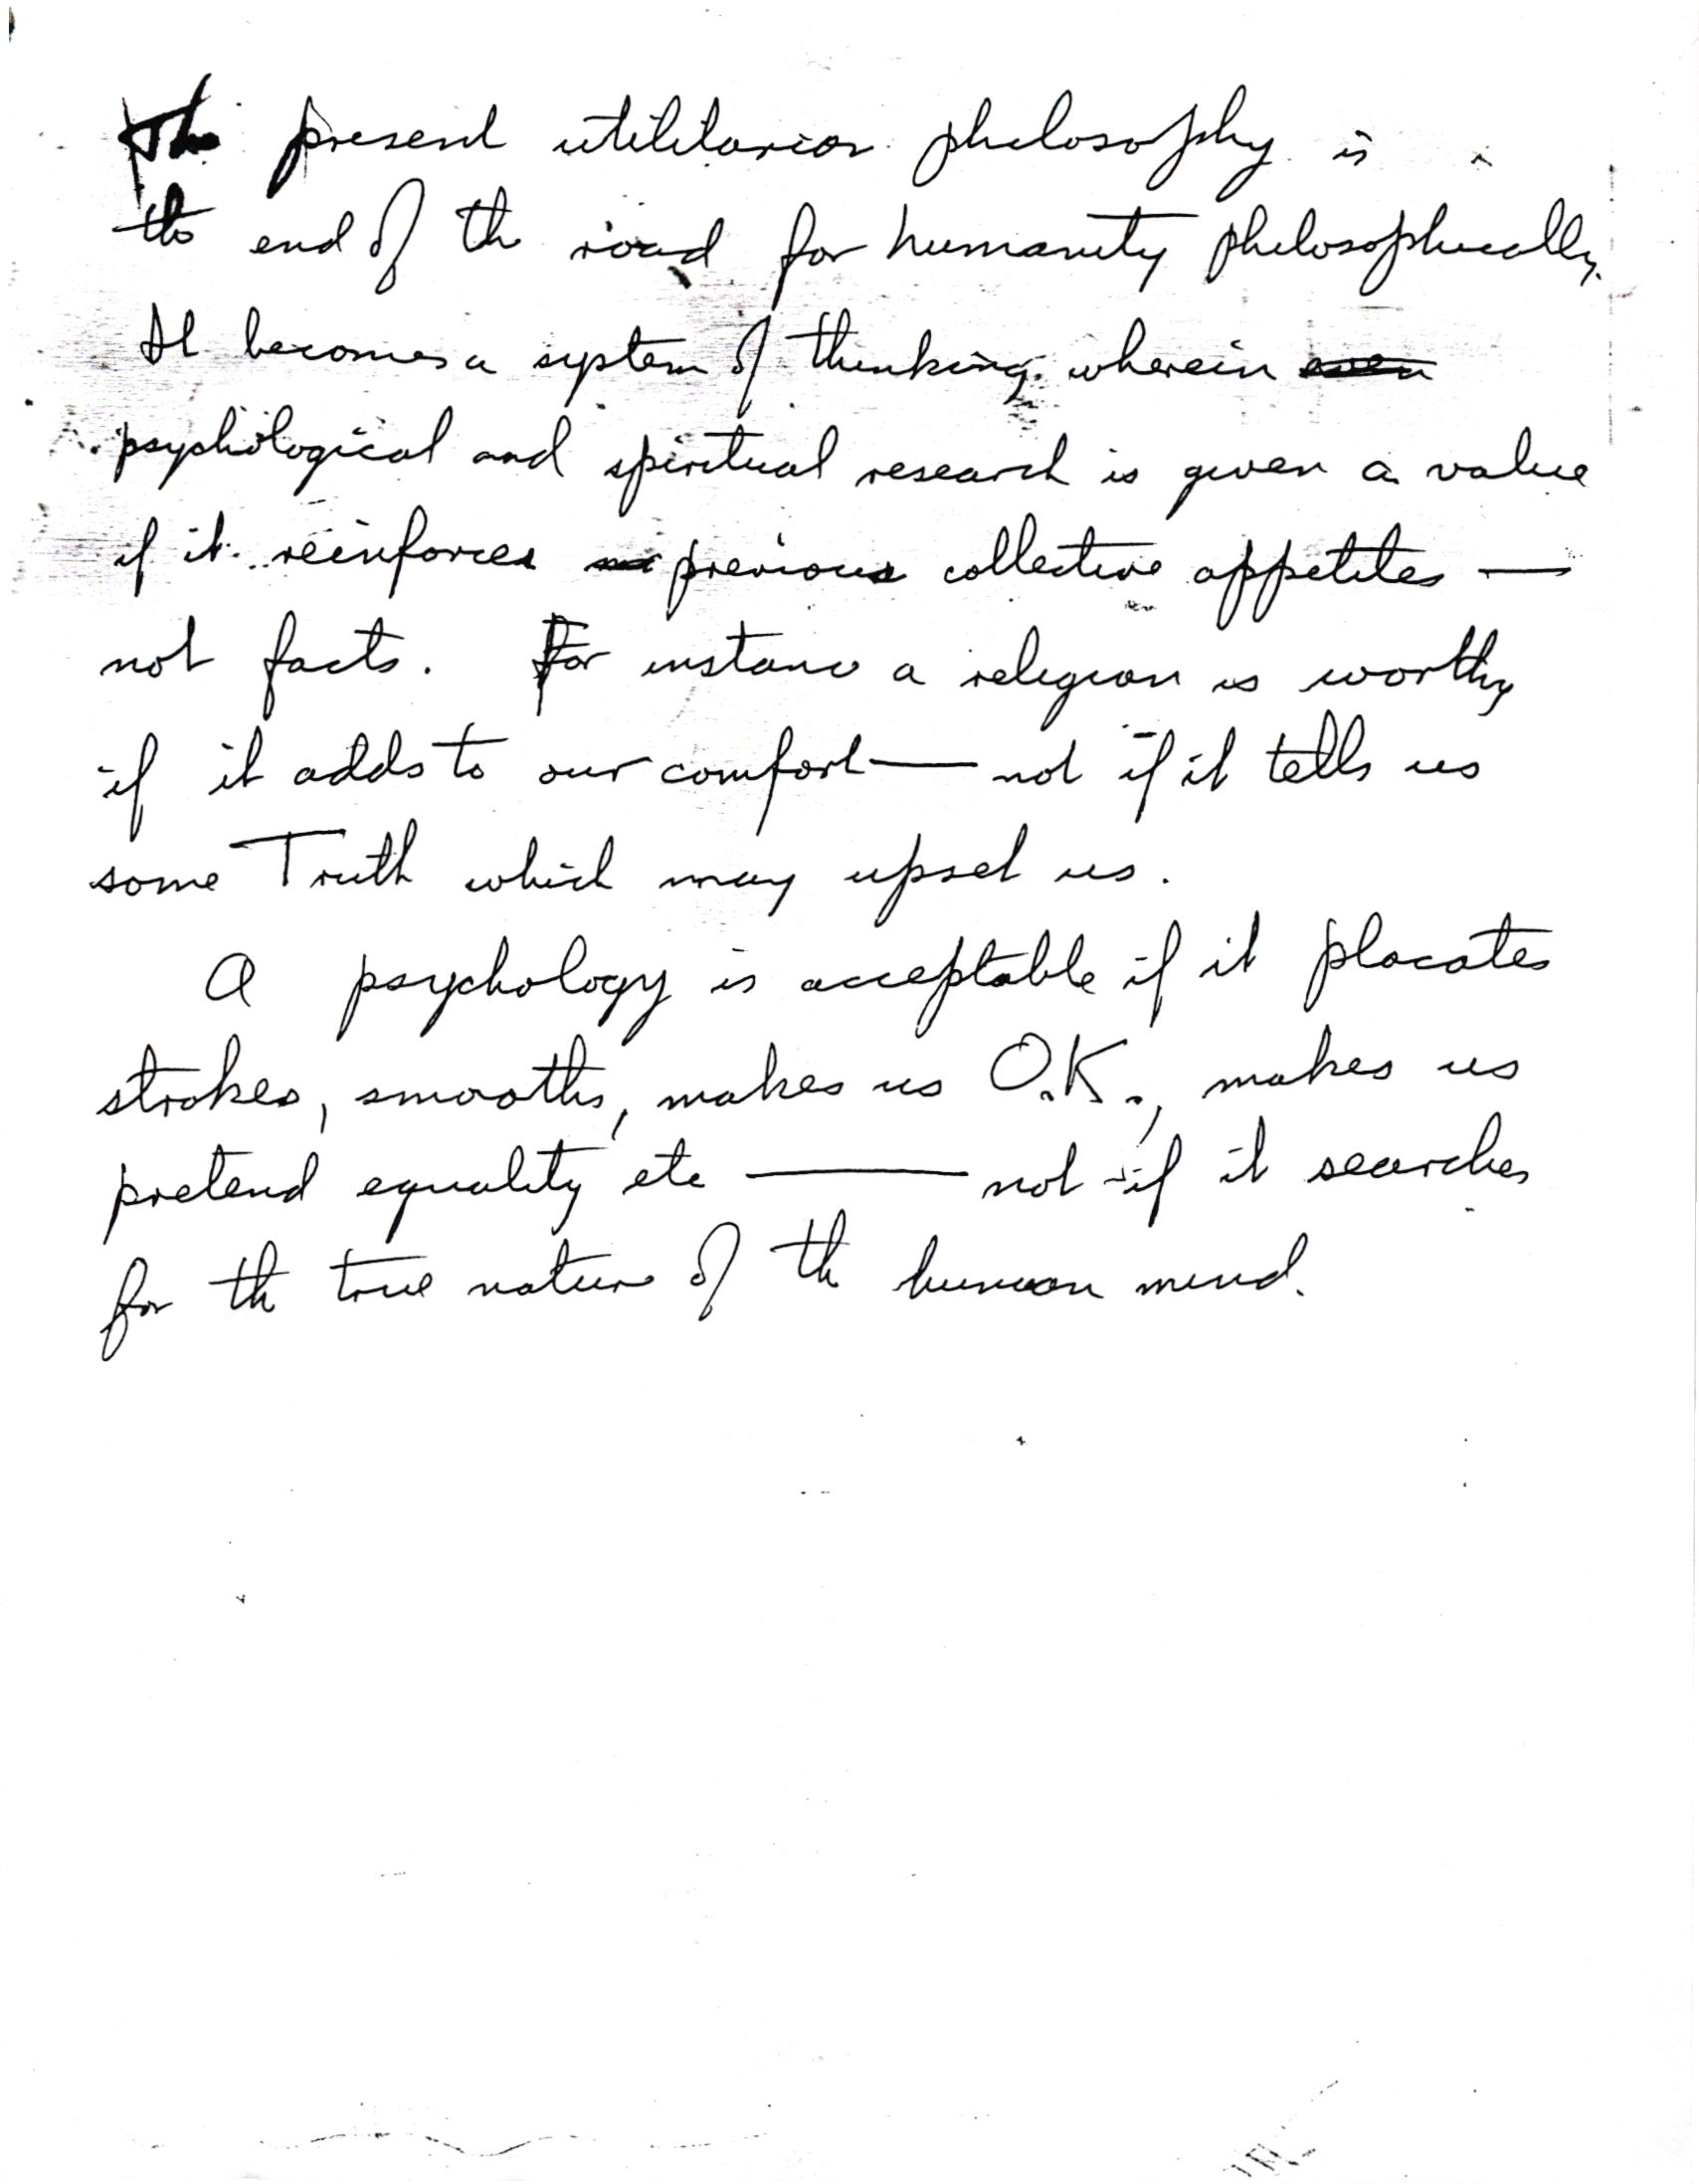 The present utilitarian philosophy is
the end of the road for humanity philosophically.
It becomes a system of thinking wherein even
psychological and spiritual research is given a value
if it reinforces previous collective appetites —
not facts. For instance a religion is worthy
if it adds to our comfort — not if it tells us
some Truth which may upset us.
A psychology is acceptable if it placates
strokes, smooths, makes us O.K., makes us
pretend equality etc — not if it searches
for the true nature of the human mind.